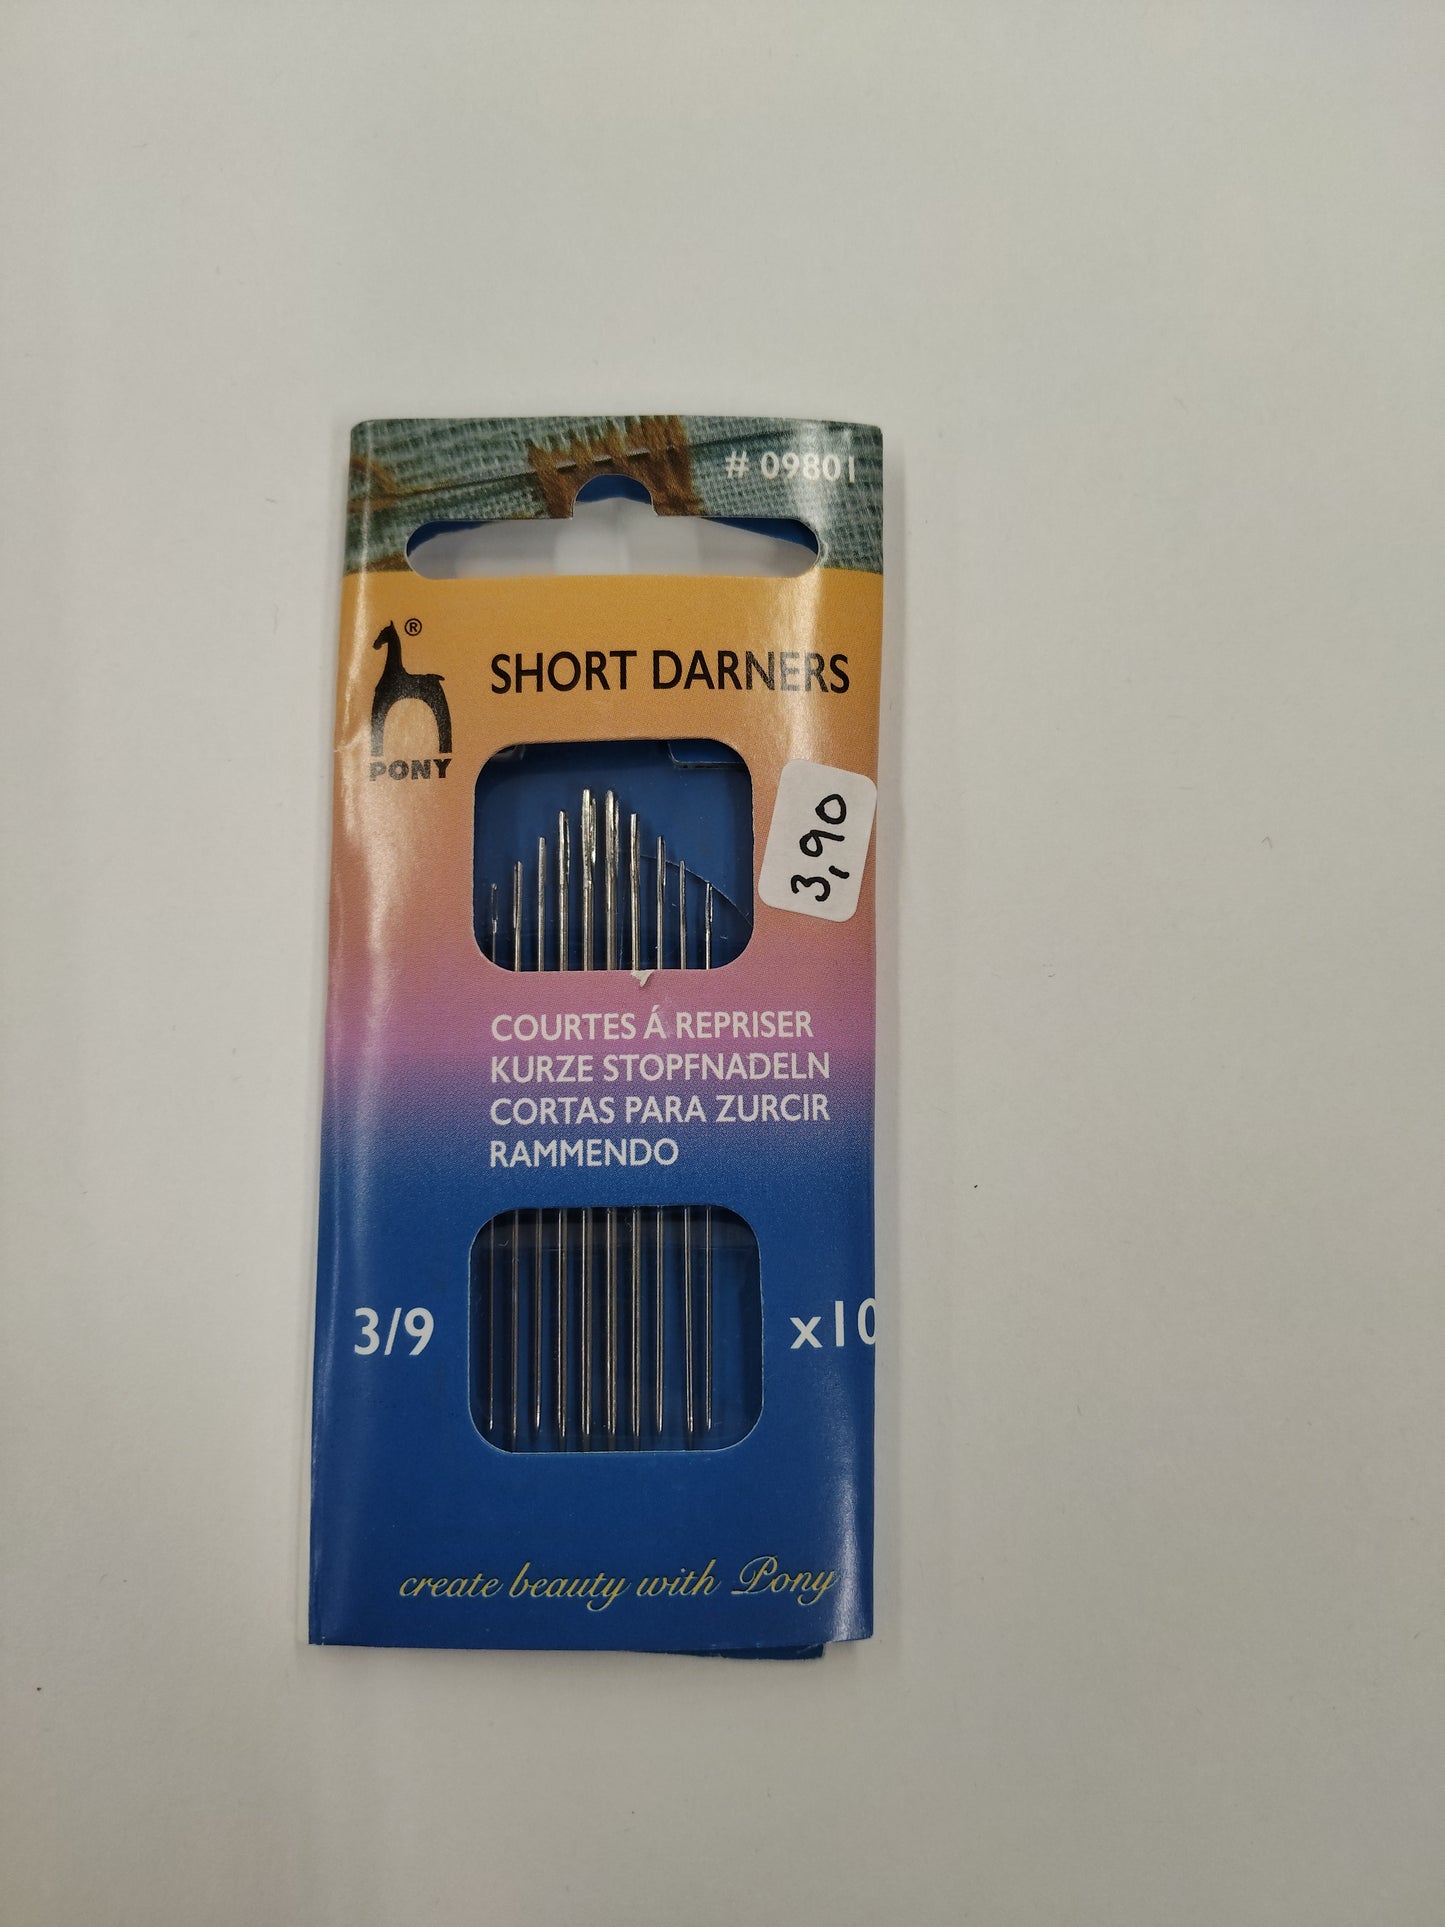 # 09801
®
SHORT DARNERS
PONY
3,90
COURTES Á REPRISER
KURZE STOPFNADELN
CORTAS PARA ZURCIR
RAMMENDO
3/9
x10
create beauty with Pony